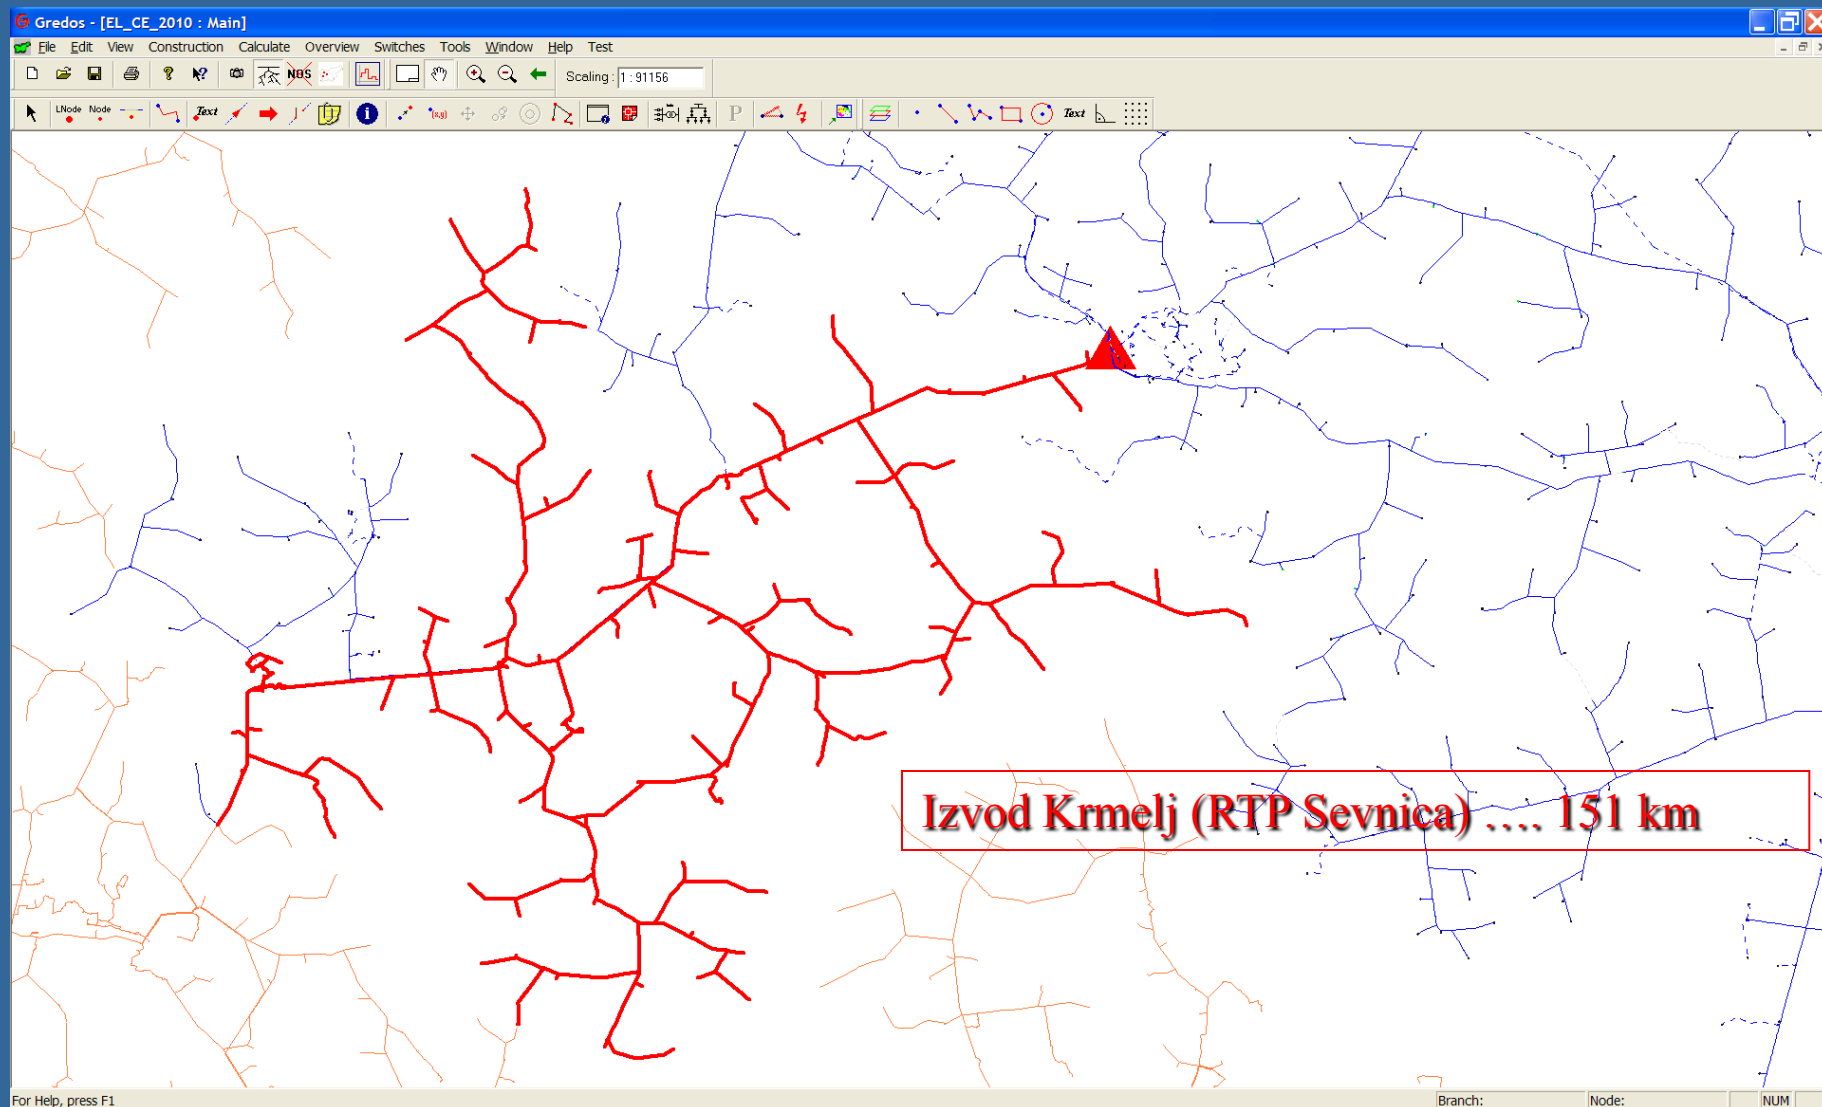 Gredos - [EL_CE_2010 : Main]
File Edit View Construction Calculate Overview Switches Tools Window Help Test
NOS Scaling : 1 : 91156
LNode Node Text (x,y) P Text
Izvod Krmelj (RTP Sevnica) .... 151 km
For Help, press F1 Branch: Node: NUM